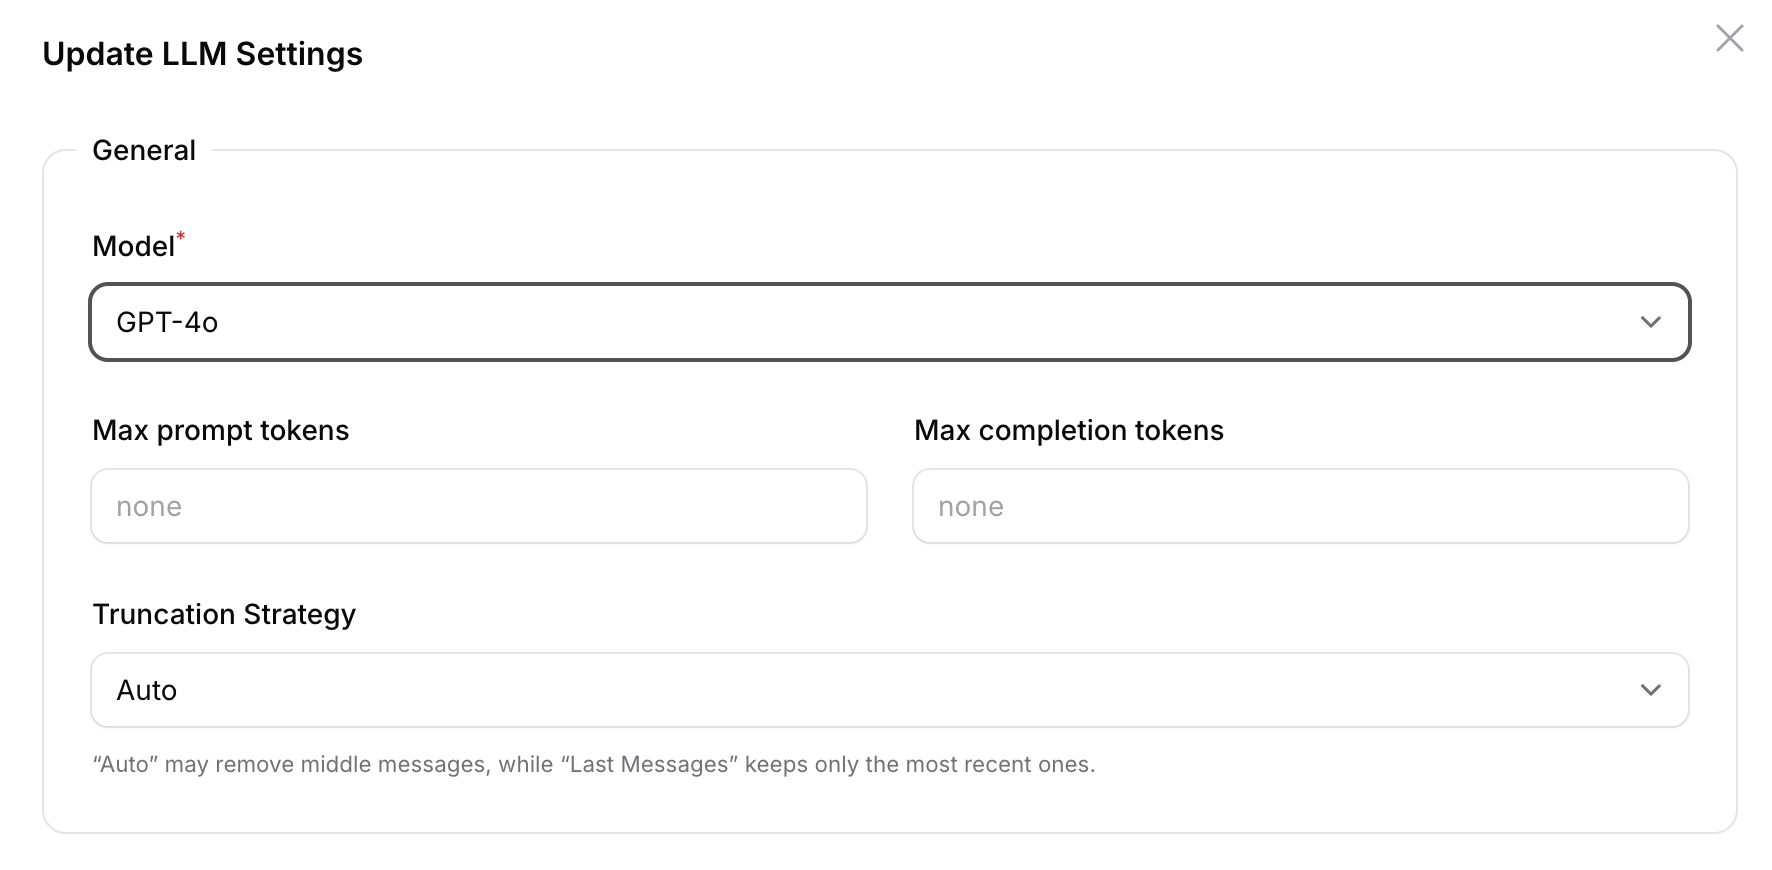 Update LLM Settings
General
Model*
GPT-4o
Max prompt tokens
Max completion tokens
none
none
Truncation Strategy
Auto
“Auto” may remove middle messages, while “Last Messages” keeps only the most recent ones.